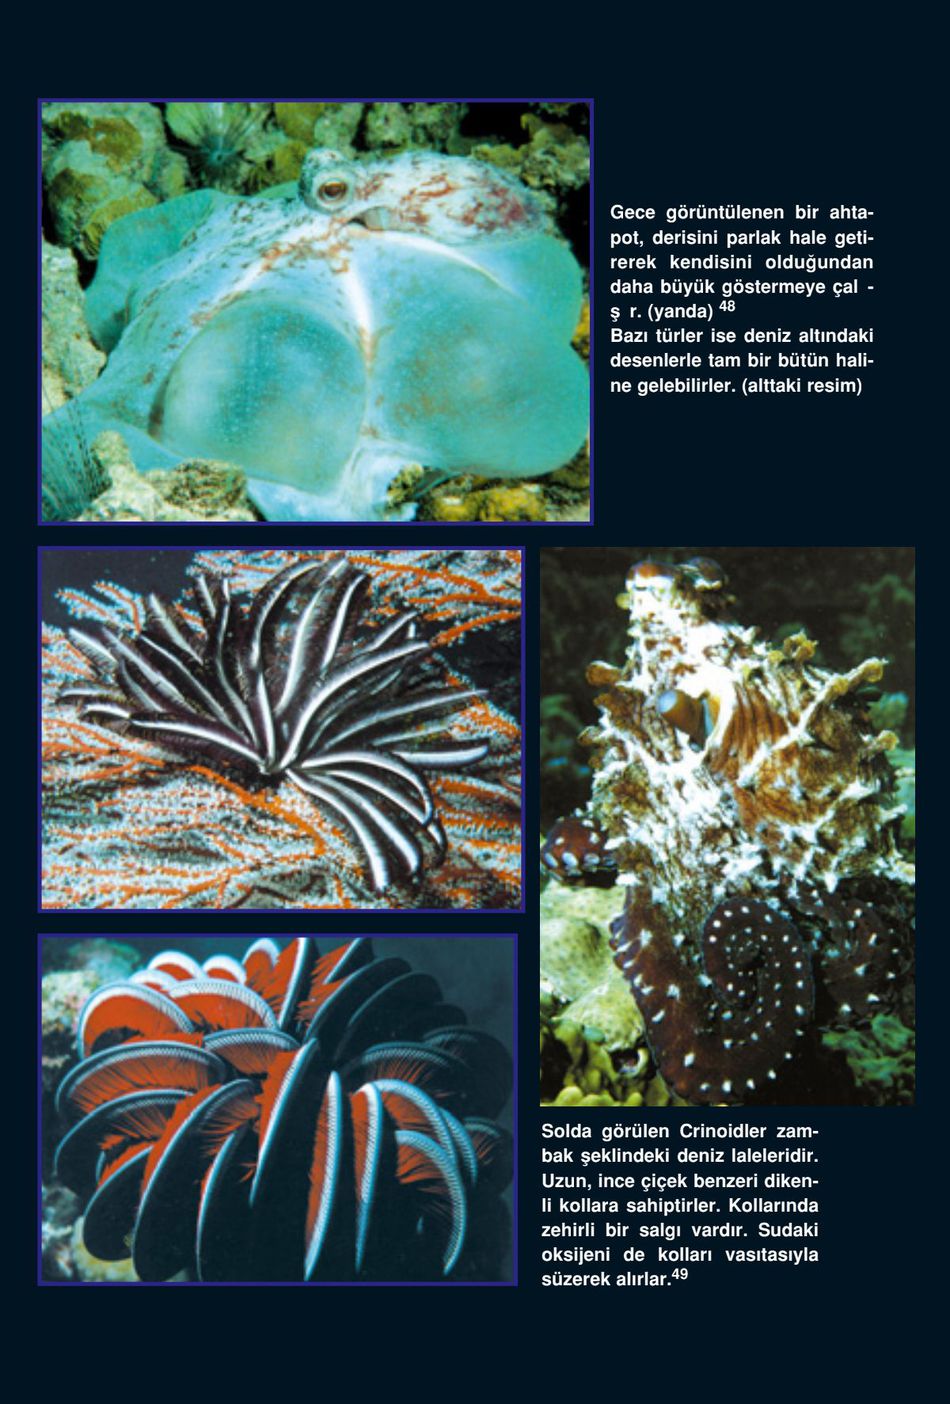 Gece görüntülenen bir ahta-
pot, derisini parlak hale geti-
rerek kendisini olduğundan
daha büyük göstermeye çal -
ş r. (yanda) 48
Bazı türler ise deniz altındaki
desenlerle tam bir bütün hali-
ne gelebilirler. (alttaki resim)
Solda görülen Crinoidler zam-
bak şeklindeki deniz laleleridir.
Uzun, ince çiçek benzeri diken-
li kollara sahiptirler. Kollarında
zehirli bir salgı vardır. Sudaki
oksijeni de kolları vasıtasıyla
süzerek alırlar.49